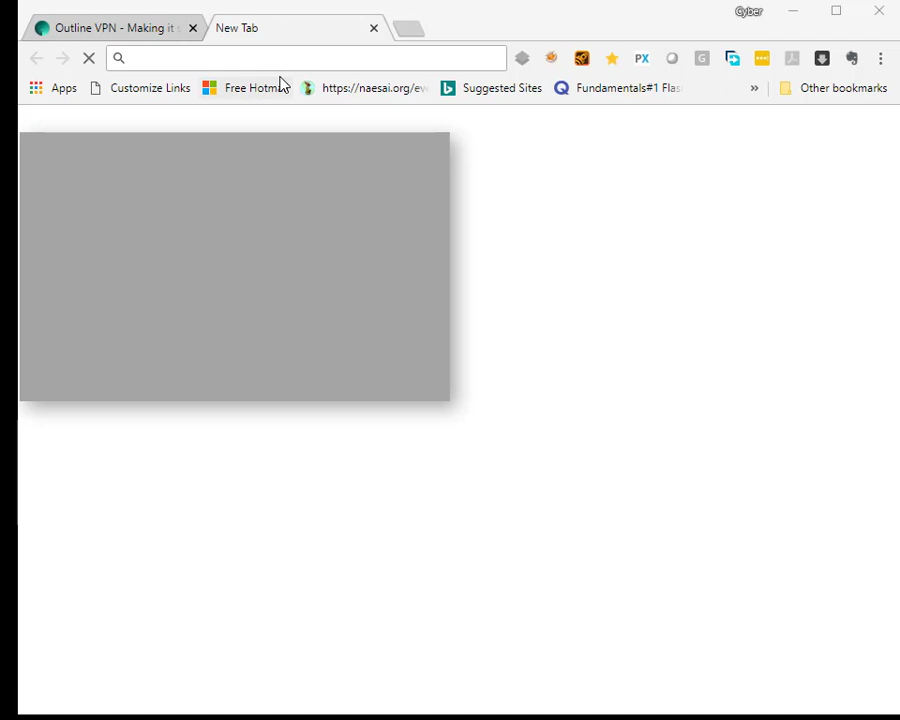 Cyber
Outline VPN - Making it
New Tab
Apps
Customize Links
Free Hotm
https://naesai.org/ev
Suggested Sites
Fundamentals#1 Flas
»
Other bookmarks
PX
G
Q
b